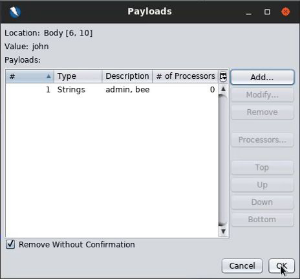 Payloads
Location: Body [6, 10]
Value: john
Payloads:
# Type Description # of Processors
1 Strings admin, bee 0
Add...
Modify...
Remove
Processors...
Top
Up
Down
Bottom
Remove Without Confirmation
Cancel OK